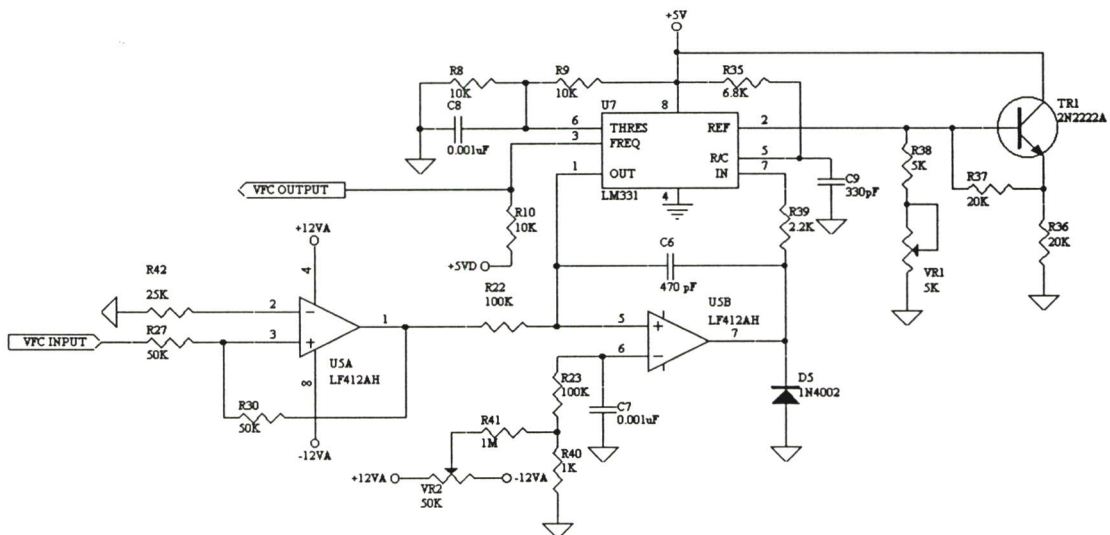 +5V
R8
10K
R9
10K
R35
6.8K
C8
0.001uF
U7
8
6
THRES
REF
2
3
FREQ
R/C
5
1
OUT
IN
7
LM331
4
TR1
2N2222A
R38
5K
R37
20K
C9
330pF
R39
2.2K
R36
20K
VR1
5K
VFC OUTPUT
R10
10K
+5VD
+12VA
4
R42
25K
2
R27
50K
3
VFC INPUT
1
U5A
LF412AH
8
R30
50K
-12VA
R22
100K
C6
470 pF
U5B
LF412AH
5
6
7
R23
100K
C7
0.001uF
D5
1N4002
R41
1M
R40
1K
+12VA
-12VA
VR2
50K